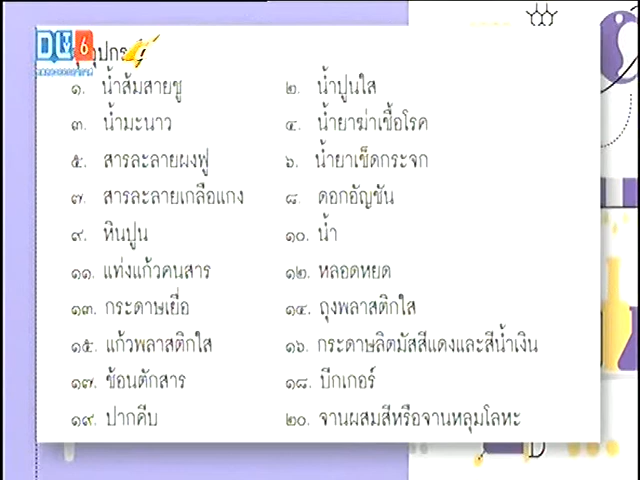 ๑. น้ำส้มสายชู ๒. น้ำปูนใส
๓. น้ำมะนาว ๔. น้ำยาฆ่าเชื้อโรค
๕. สารละลายผงฟู ๖. น้ำยาเช็ดกระจก
๗. สารละลายเกลือแกง ๘. ดอกอัญชัน
๙. หินปูน ๑๐. น้ำ
๑๑. แท่งแก้วคนสาร ๑๒. หลอดหยด
๑๓. กระดาษเยื่อ ๑๔. ถุงพลาสติกใส
๑๕. แก้วพลาสติกใส ๑๖. กระดาษลิตมัสสีแดงและสีน้ำเงิน
๑๗. ช้อนตักสาร ๑๘. บีกเกอร์
๑๙. ปากคีบ ๒๐. จานผสมสีหรือจานหลุมโลหะ